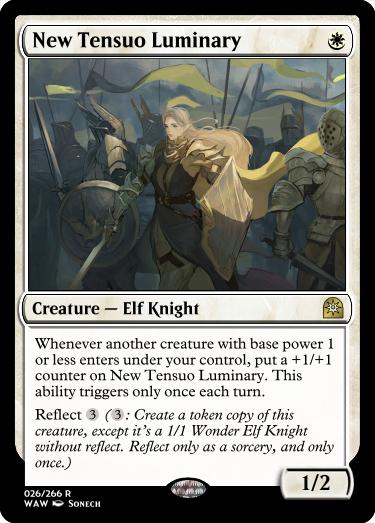 New Tensuo Luminary
Creature — Elf Knight
Whenever another creature with base power 1
or less enters under your control, put a +1/+1
counter on New Tensuo Luminary. This
ability triggers only once each turn.
Reflect 3 (3: Create a token copy of this
creature, except it's a 1/1 Wonder Elf Knight
without reflect. Reflect only as a sorcery, and only
once.)
1/2
026/266 R
WAW Sonech